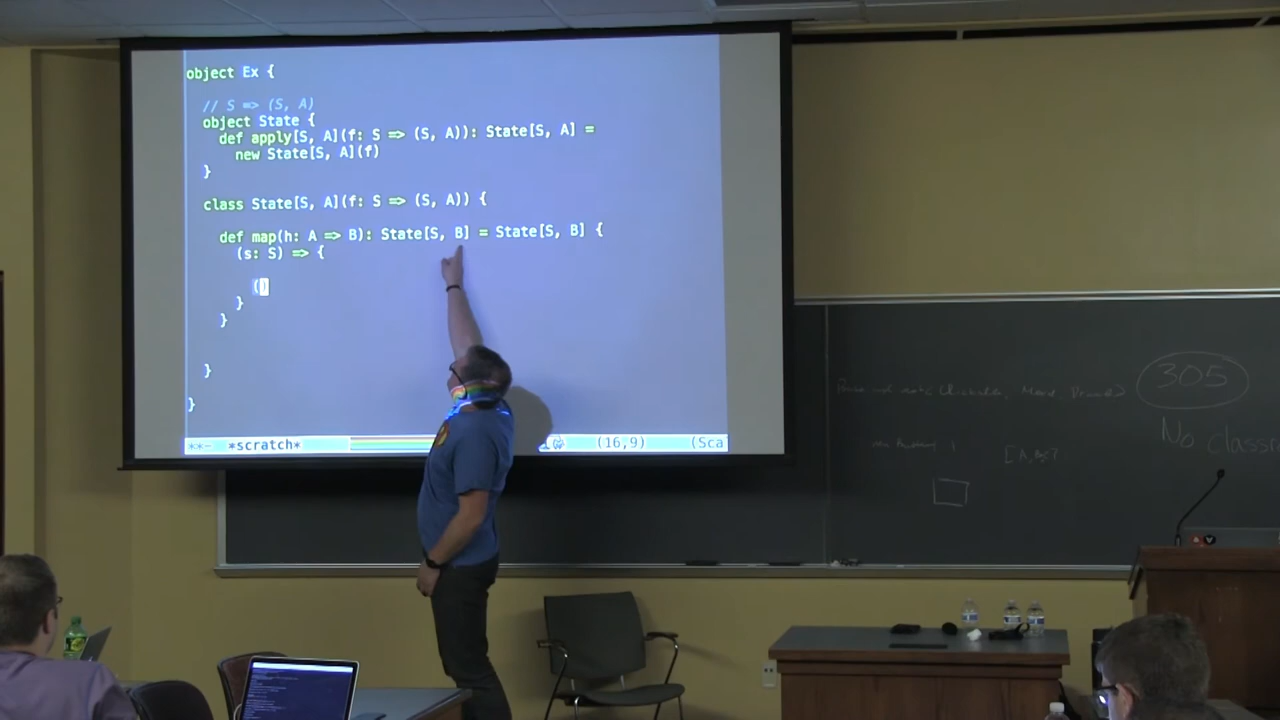 object Ex {
// S => (S, A)
object State {
def apply[S, A](f: S => (S, A)): State[S, A] =
new State[S, A](f)
}
class State[S, A](f: S => (S, A)) {
def map(h: A => B): State[S, B] = State[S, B] {
(s: S) => {
()
}
}
}
}
**- *scratch* (16,9) (Sca
305
No